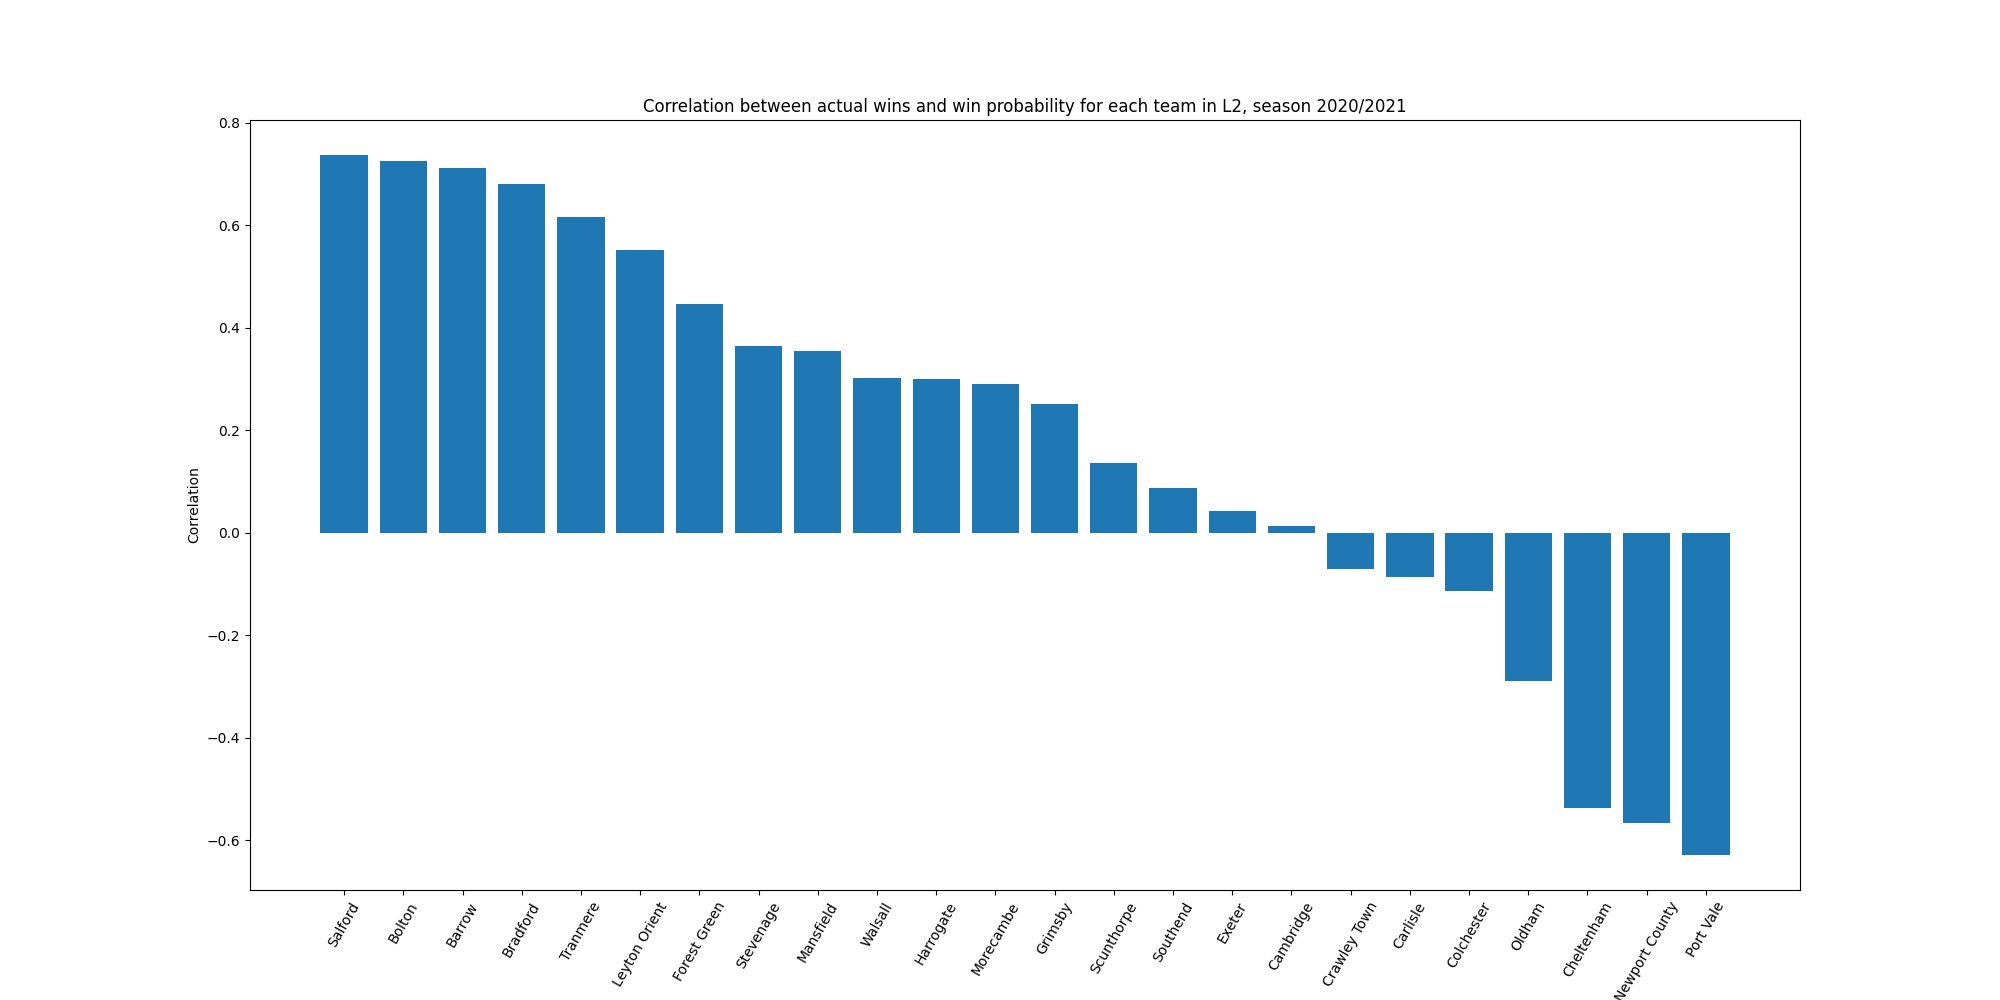 Correlation between actual wins and win probability for each team in L2, season 2020/2021
0.8
0.6
0.4
0.2
0.0
−0.2
−0.4
−0.6
Correlation
Salford
Bolton
Barrow
Bradford
Tranmere
Leyton Orient
Forest Green
Stevenage
Mansfield
Walsall
Harrogate
Morecambe
Grimsby
Scunthorpe
Southend
Exeter
Cambridge
Crawley Town
Carlisle
Colchester
Oldham
Cheltenham
Newport County
Port Vale